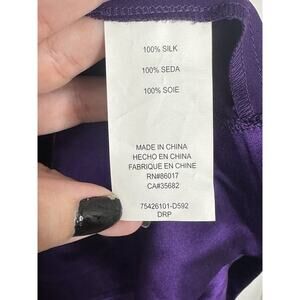 100% SILK
100% SEDA
100% SOIE
MADE IN CHINA
HECHO EN CHINA
FABRIQUE EN CHINE
RN#86017
CA#35682
75426101-D592
DRP